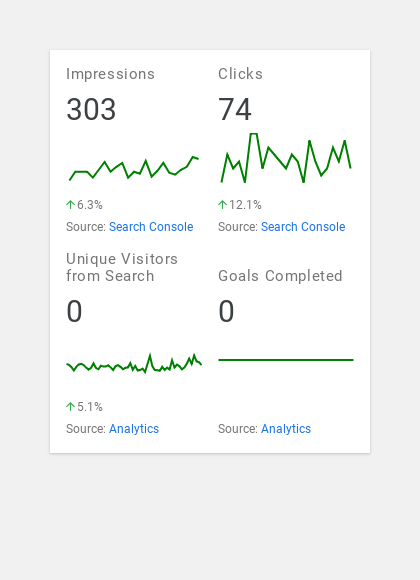 Impressions
303
↑6.3%
Source: Search Console
Clicks
74
↑12.1%
Source: Search Console
Unique Visitors
from Search
0
↑5.1%
Source: Analytics
Goals Completed
0
Source: Analytics